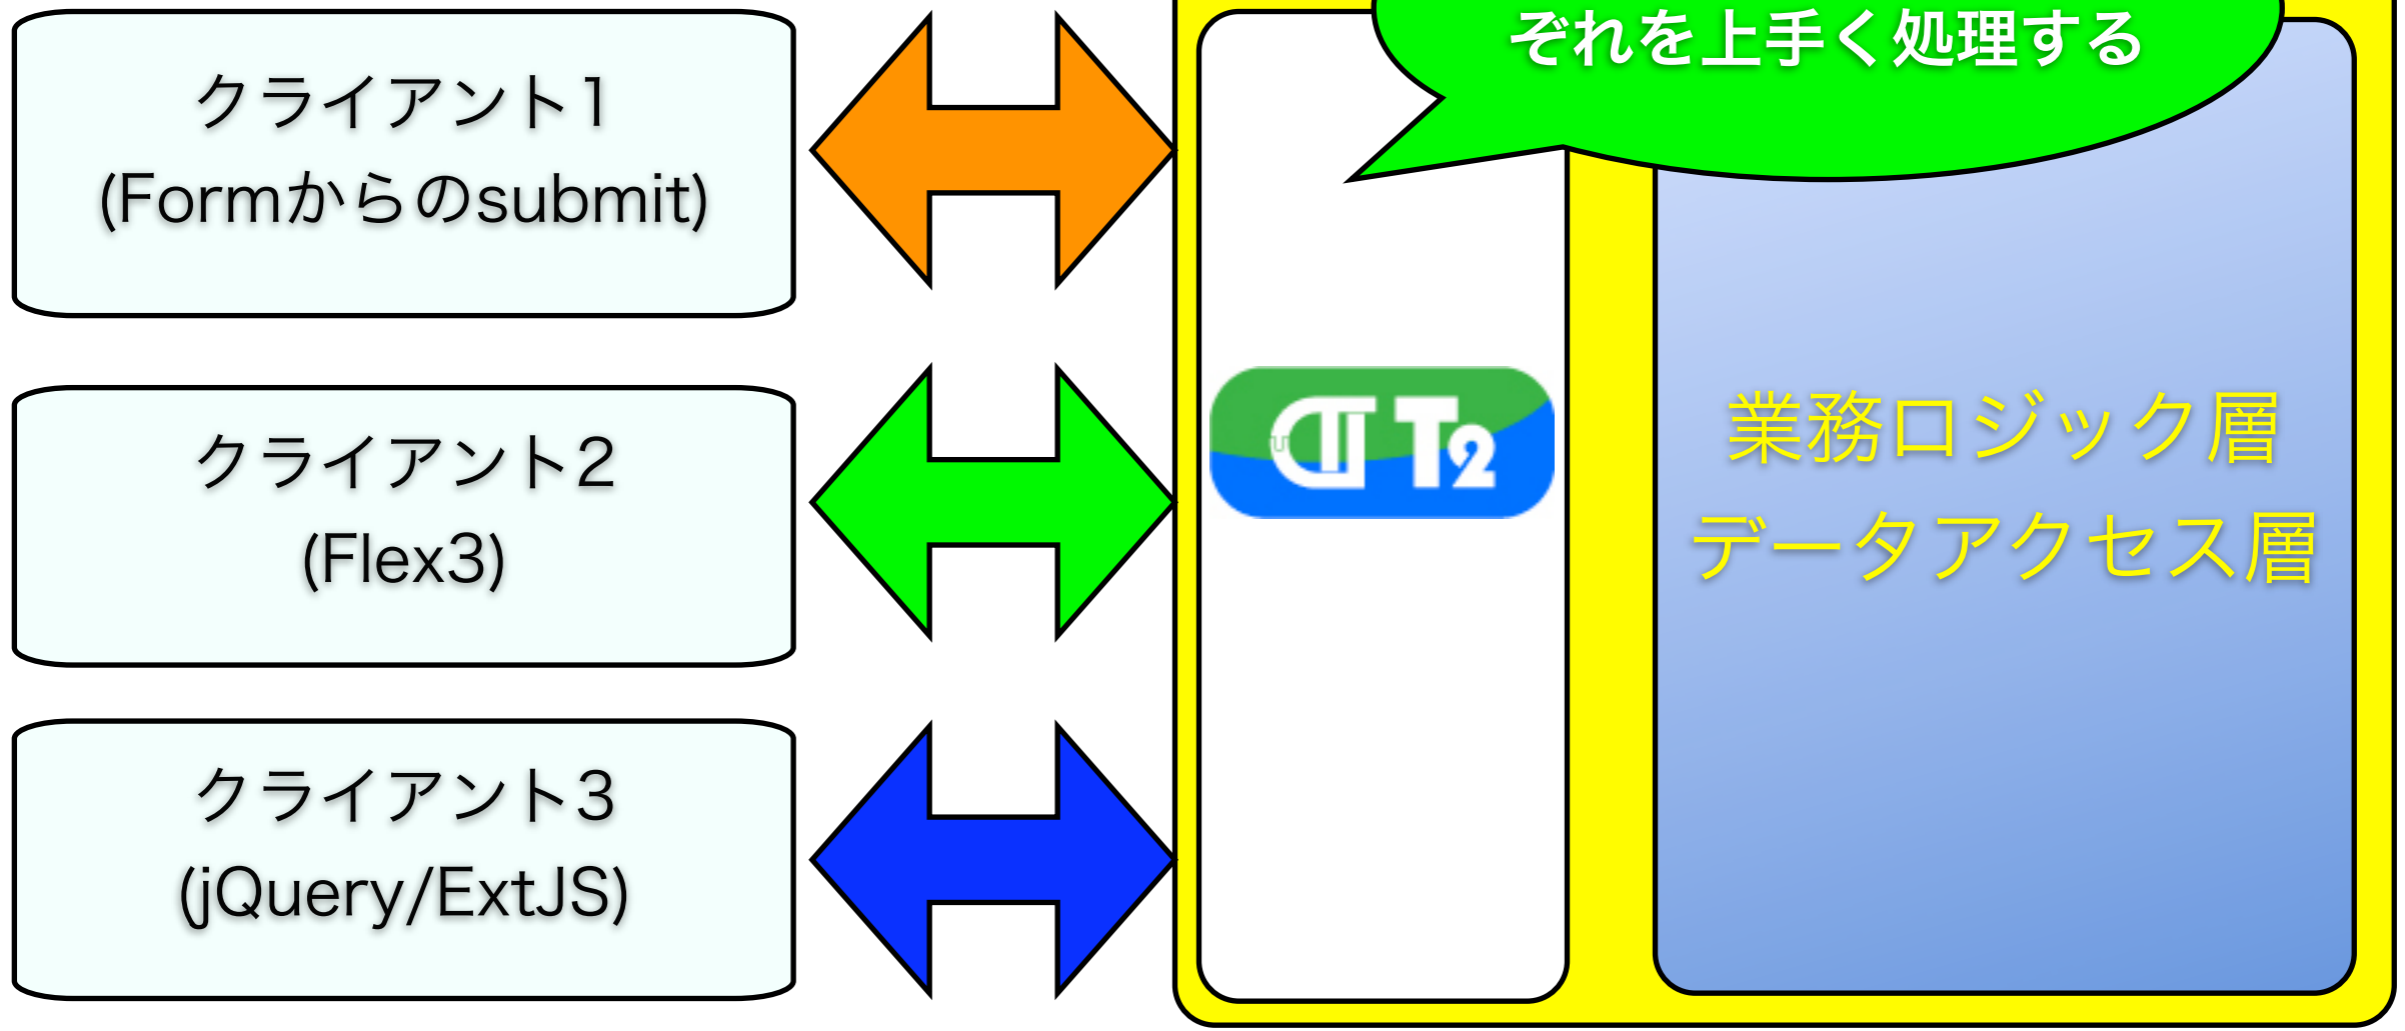 ぞれを上手く処理する
クライアント1
(Formからのsubmit)
クライアント2
(Flex3)
クライアント3
(jQuery/ExtJS)
T2
業務ロジック層
データアクセス層